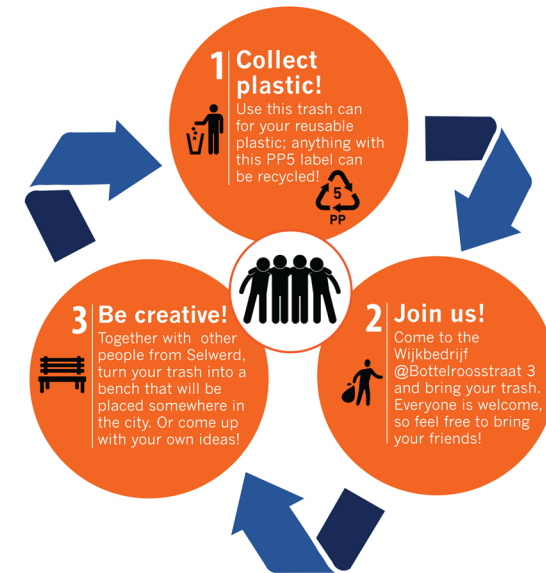 1
Collect
plastic!
Use this trash can
for your reusable
plastic; anything with
this PP5 label can
be recycled!
5
PP
2
Join us!
Come to the
Wijkbedrijf
@Bottelroosstraat 3
and bring your trash.
Everyone is welcome,
so feel free to bring
your friends!
3
Be creative!
Together with other
people from Selwerd,
turn your trash into a
bench that will be
placed somewhere in
the city. Or come up
with your own ideas!